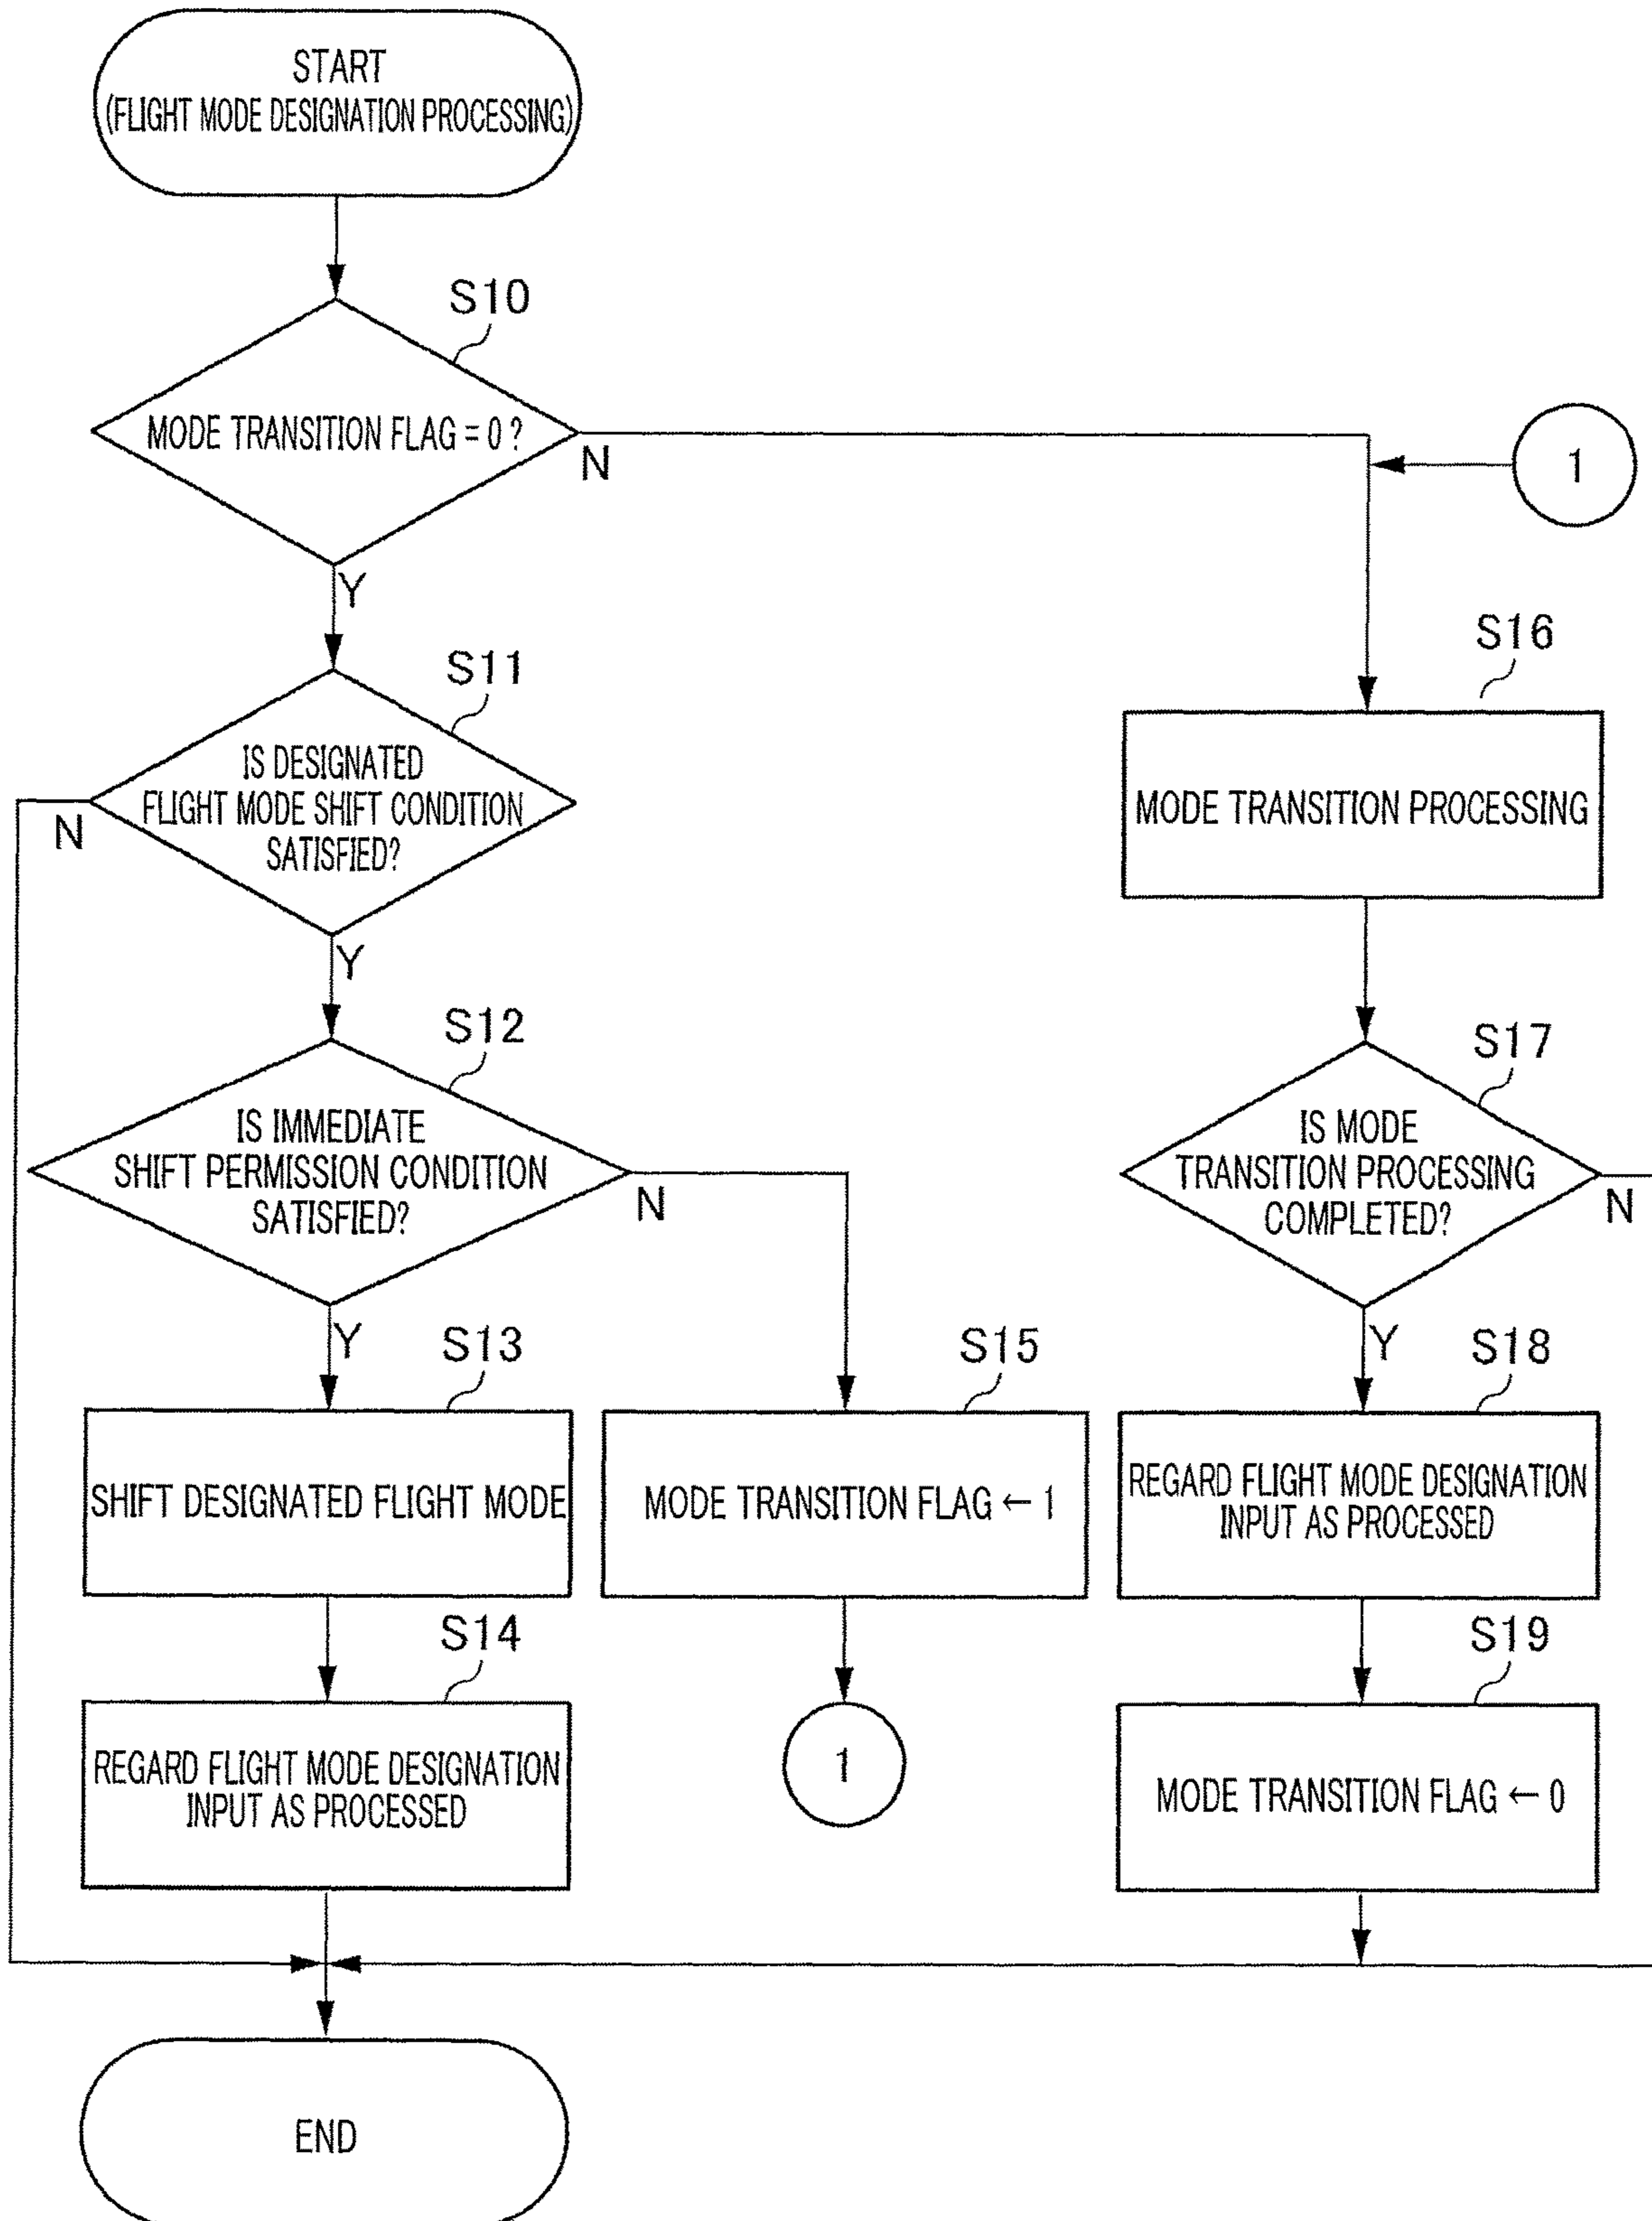 START
(FLIGHT MODE DESIGNATION PROCESSING)
S10
MODE TRANSITION FLAG = 0 ?
N
1
Y
S11
IS DESIGNATED
FLIGHT MODE SHIFT CONDITION
SATISFIED?
N
Y
S12
IS IMMEDIATE
SHIFT PERMISSION CONDITION
SATISFIED?
N
Y
S13
SHIFT DESIGNATED FLIGHT MODE
S14
REGARD FLIGHT MODE DESIGNATION
INPUT AS PROCESSED
S15
MODE TRANSITION FLAG ← 1
1
S16
MODE TRANSITION PROCESSING
S17
IS MODE
TRANSITION PROCESSING
COMPLETED?
N
Y
S18
REGARD FLIGHT MODE DESIGNATION
INPUT AS PROCESSED
S19
MODE TRANSITION FLAG ← 0
END